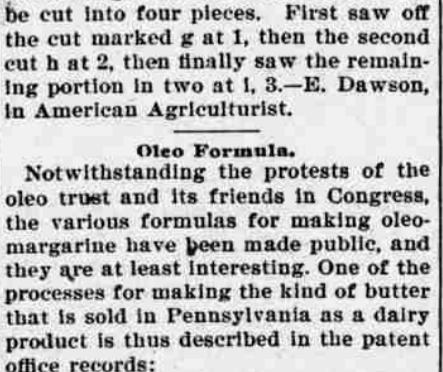 be cut into four pieces. First saw off
the cut marked g at 1, then the second
cut h at 2, then finally saw the remain-
ing portion in two at i, 3.—E. Dawson,
in American Agriculturist.
Oleo Formula.
Notwithstanding the protests of the
oleo trust and its friends in Congress,
the various formulas for making oleo-
margarine have been made public, and
they are at least interesting. One of the
processes for making the kind of butter
that is sold in Pennsylvania as a dairy
product is thus described in the patent
office records: